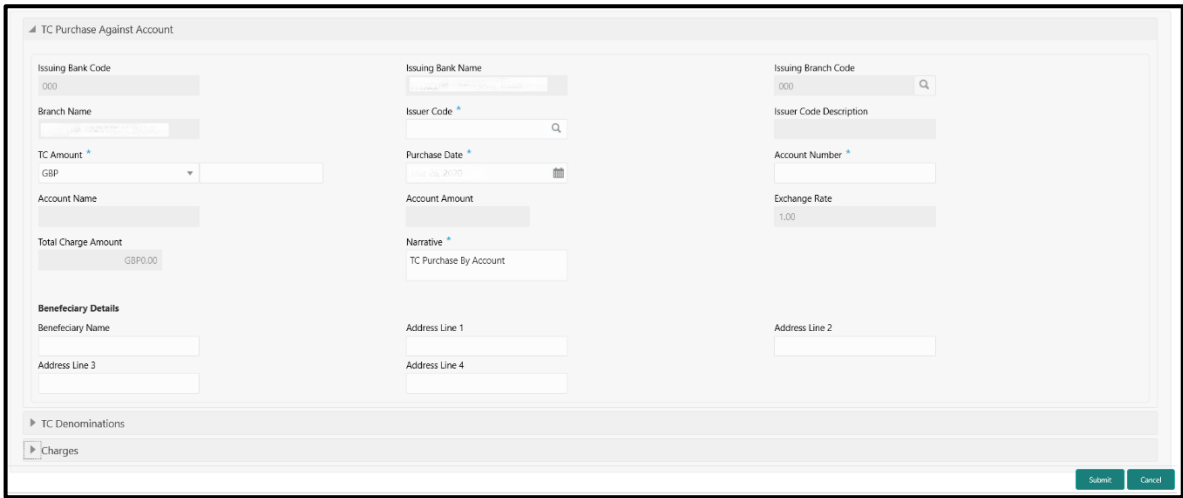 TC Purchase Against Account
Issuing Bank Code Issuing Bank Name Issuing Branch Code
000 000
Branch Name Issuer Code * Issuer Code Description
TC Amount * Purchase Date * Account Number *
GBP 2020
Account Name Account Amount Exchange Rate
1.00
Total Charge Amount Narrative *
GBP0.00 TC Purchase By Account
Benefeciary Details
Benefeciary Name Address Line 1 Address Line 2
Address Line 3 Address Line 4
TC Denominations
Charges
Submit Cancel